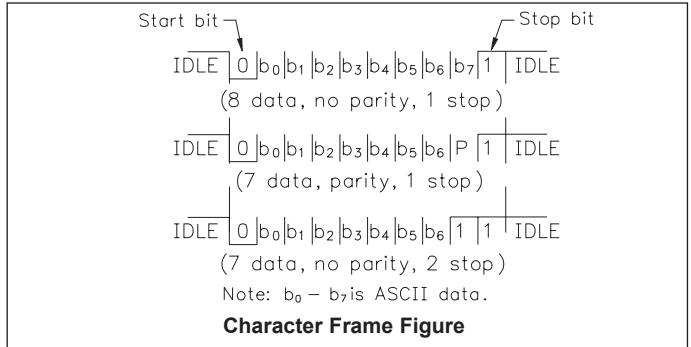 Start bit Stop bit
IDLE 0 b₀ b₁ b₂ b₃ b₄ b₅ b₆ b₇ 1 IDLE
(8 data, no parity, 1 stop)
IDLE 0 b₀ b₁ b₂ b₃ b₄ b₅ b₆ P 1 IDLE
(7 data, parity, 1 stop)
IDLE 0 b₀ b₁ b₂ b₃ b₄ b₅ b₆ 1 1 IDLE
(7 data, no parity, 2 stop)
Note: b₀ – b₇ is ASCII data.
Character Frame Figure